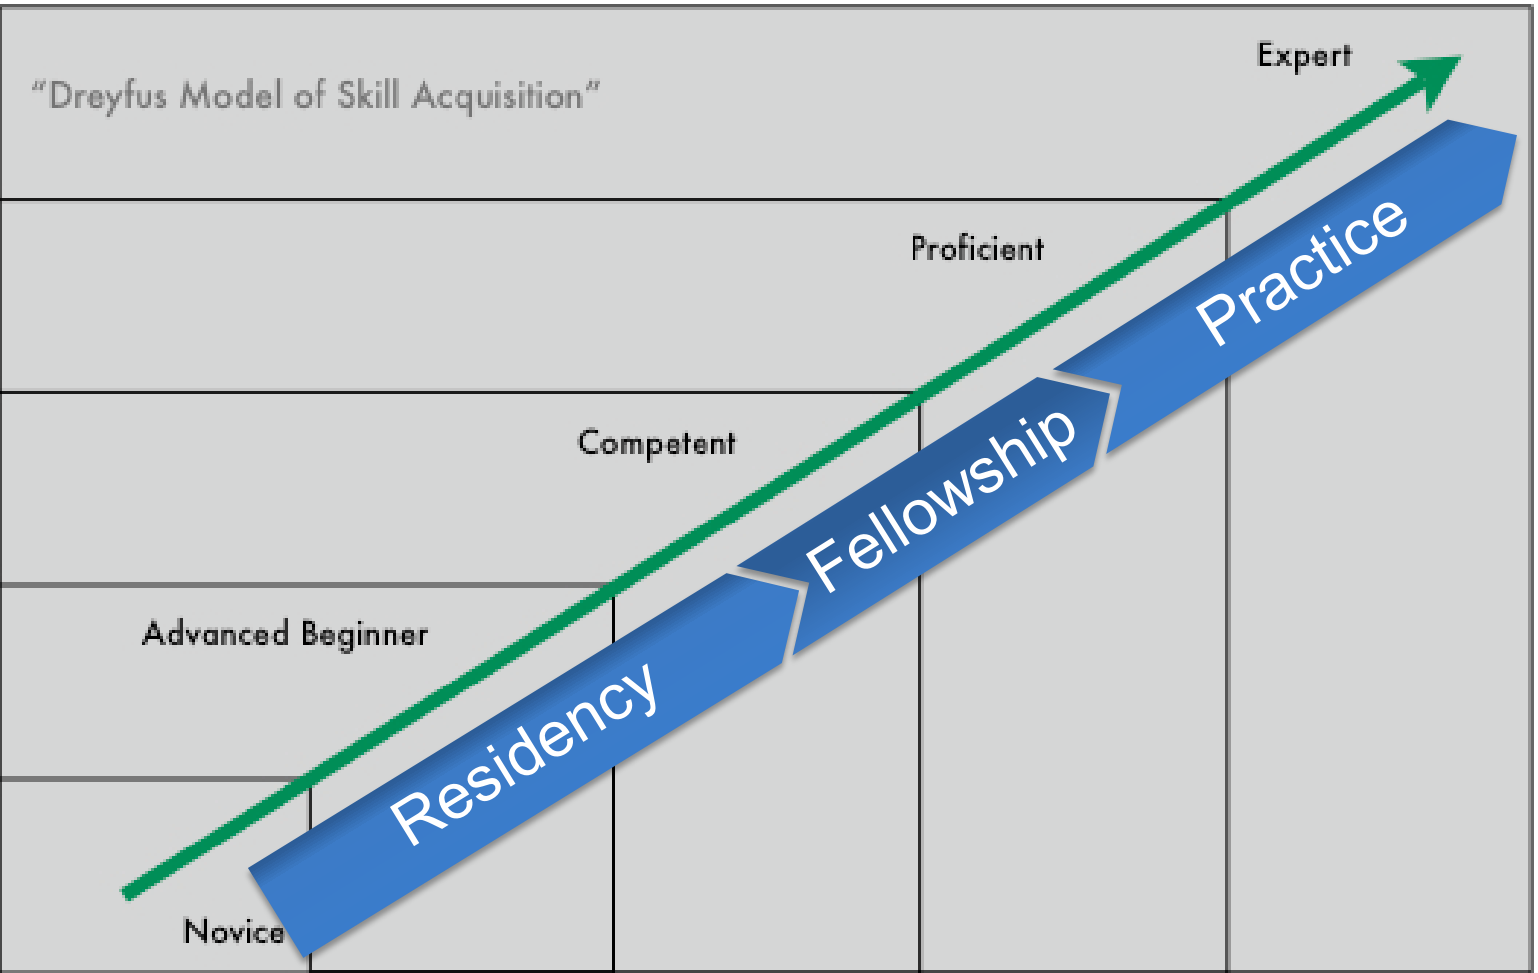 “Dreyfus Model of Skill Acquisition”
Expert
Proficient
Competent
Advanced Beginner
Novice
Practice
Fellowship
Residency